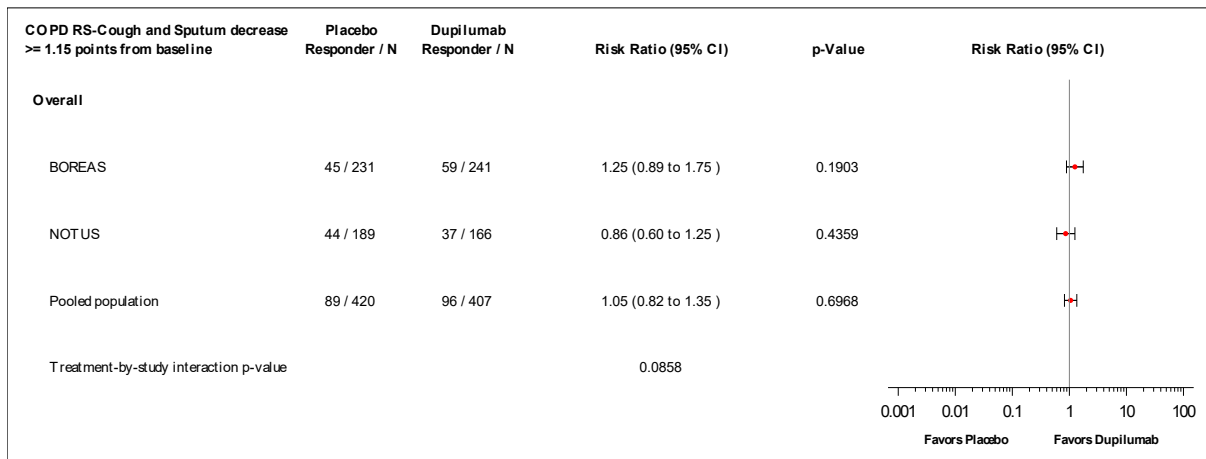 COPD RS-Cough and Sputum decrease Placebo Dupilumab
>= 1.15 points from baseline Responder / N Responder / N Risk Ratio (95% CI) p-Value Risk Ratio (95% CI)
Overall
BOREAS 45 / 231 59 / 241 1.25 (0.89 to 1.75 ) 0.1903
NOTUS 44 / 189 37 / 166 0.86 (0.60 to 1.25 ) 0.4359
Pooled population 89 / 420 96 / 407 1.05 (0.82 to 1.35 ) 0.6968
Treatment-by-study interaction p-value 0.0858
0.001 0.01 0.1 1 10 100
Favors Placebo Favors Dupilumab